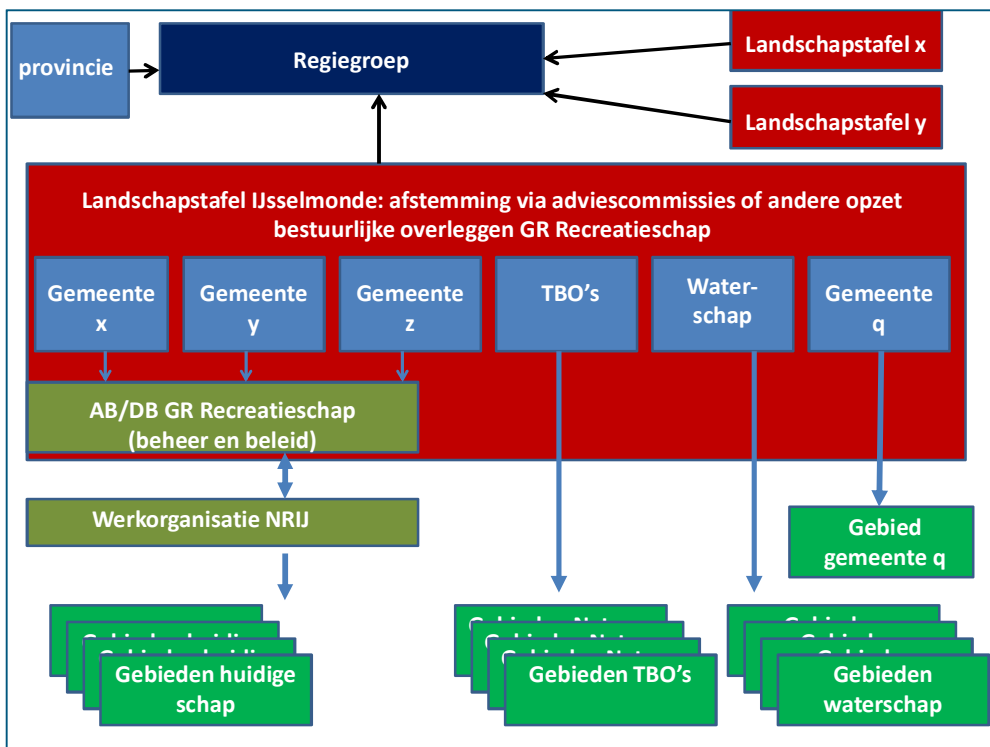 provincie
Regiegroep
Landschapstafel x
Landschapstafel y
Landschapstafel IJsselmonde: afstemming via adviescommissies of andere opzet
bestuurlijke overleggen GR Recreatieschap
Gemeente
x
Gemeente
y
Gemeente
z
TBO's
Water-
schap
Gemeente
q
AB/DB GR Recreatieschap
(beheer en beleid)
Werkorganisatie NRIJ
Gebied
gemeente q
Gebieden huidige
schap
Gebieden TBO's
Gebieden
waterschap